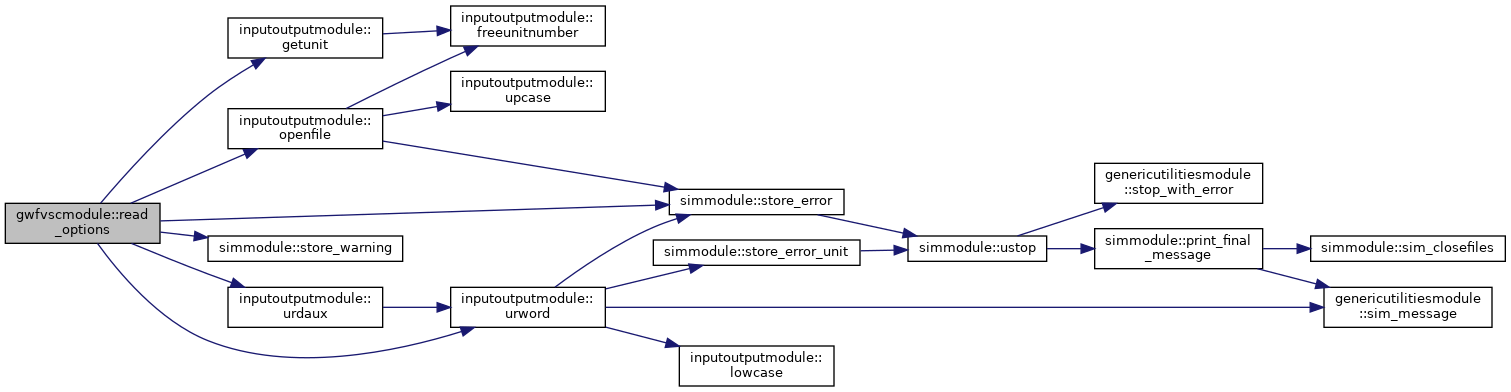 gwfvscmodule::read
_options
inputoutputmodule::
getunit
inputoutputmodule::
openfile
simmodule::store_warning
inputoutputmodule::
urdaux
inputoutputmodule::
freeunitnumber
inputoutputmodule::
upcase
inputoutputmodule::
urword
simmodule::store_error
simmodule::store_error_unit
inputoutputmodule::
lowcase
simmodule::ustop
genericutilitiesmodule
::stop_with_error
simmodule::print_final
_message
simmodule::sim_closefiles
genericutilitiesmodule
::sim_message